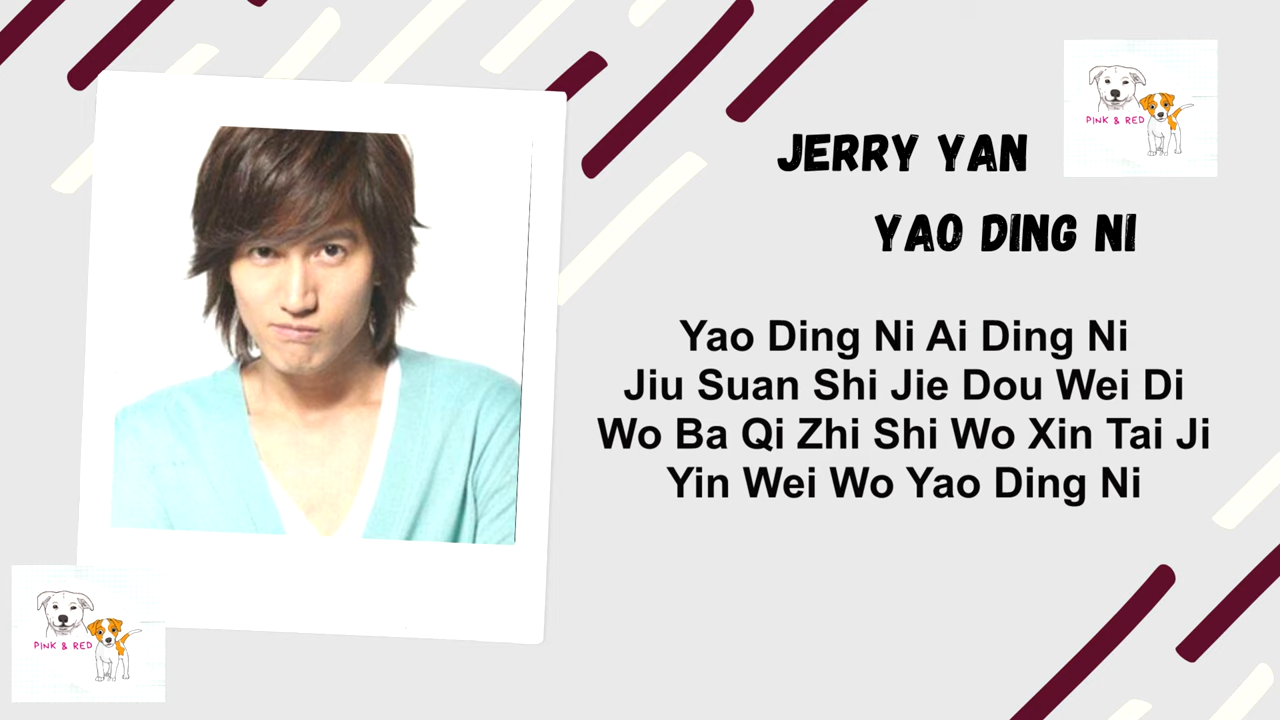 JERRY YAN
PINK & RED
YAO DING NI
Yao Ding Ni Ai Ding Ni
Jiu Suan Shi Jie Dou Wei Di
Wo Ba Qi Zhi Shi Wo Xin Tai Ji
Yin Wei Wo Yao Ding Ni
PINK & RED